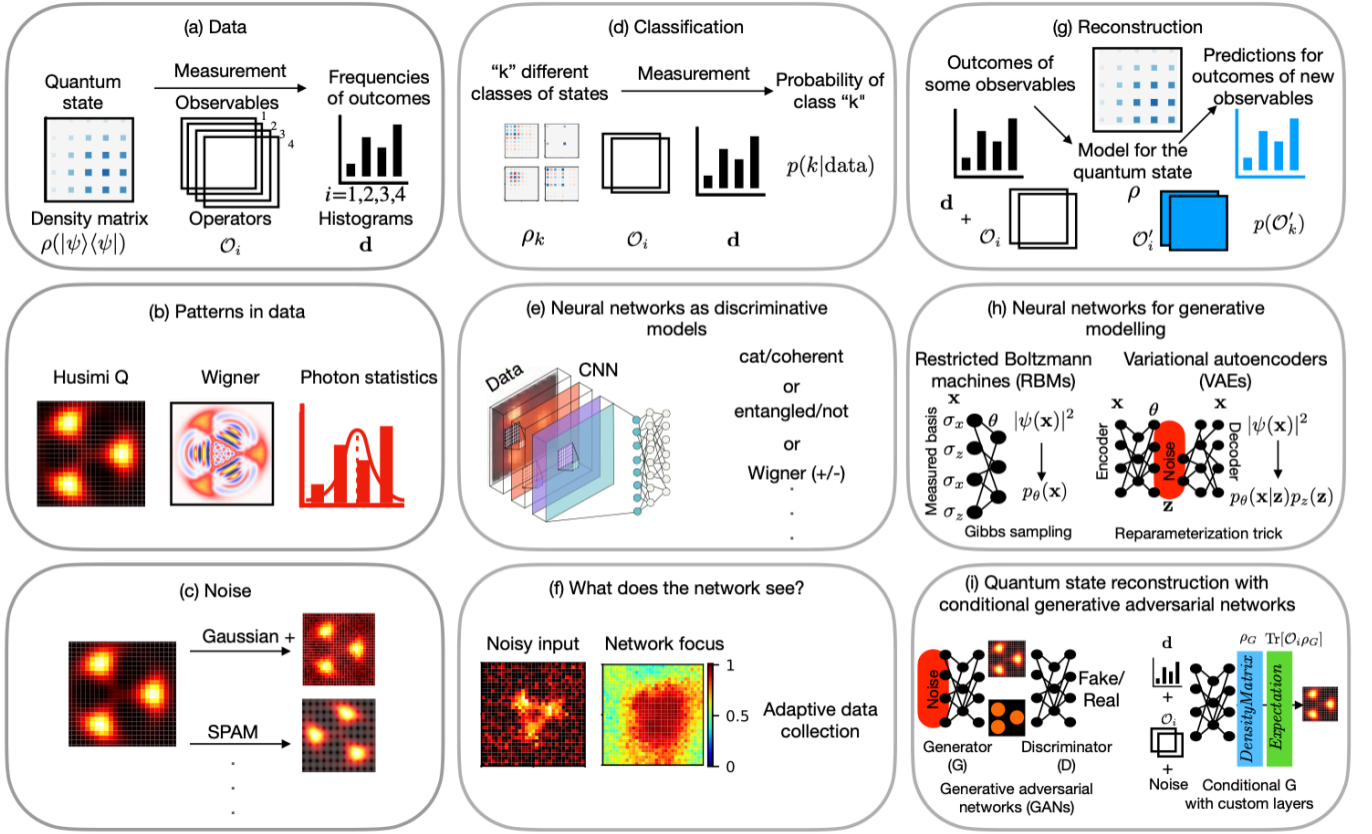 (a) Data
Quantum
state
Measurement
Observables
1
2
3
4
Frequencies
of outcomes
i=1,2,3,4
Density matrix
Operators
Histograms
ρ(|ψ⟩⟨ψ|)
𝒪ᵢ
d
(b) Patterns in data
Husimi Q
Wigner
Photon statistics
(c) Noise
Gaussian +
SPAM
.
.
.
(d) Classification
“k” different
classes of states
Measurement
Probability of
class “k"
p(k|data)
ρₖ
𝒪ᵢ
d
(e) Neural networks as discriminative
models
Data
CNN
cat/coherent
or
entangled/not
or
Wigner (+/-)
.
.
.
(f) What does the network see?
Noisy input
Network focus
1
0.5
0
Adaptive data
collection
(g) Reconstruction
Outcomes of
some observables
Predictions for
outcomes of new
observables
Model for the
quantum state
d
+
𝒪ᵢ
ρ
𝒪ᵢ′
p(𝒪ₖ′)
(h) Neural networks for generative
modelling
Restricted Boltzmann
machines (RBMs)
x
Measured basis
σₓ
σ_z
σₓ
σ_z
θ
|ψ(x)|²
p_θ(x)
Gibbs sampling
Variational autoencoders
(VAEs)
x
θ
x
Encoder
Noise
z
Decoder
|ψ(x)|²
p_θ(x|z)p_z(z)
Reparameterization trick
(i) Quantum state reconstruction with
conditional generative adversarial networks
Noise
Fake/
Real
Generator
(G)
Discriminator
(D)
Generative adversarial
networks (GANs)
d
+
𝒪ᵢ
+
Noise
ρ_G
Tr[𝒪ᵢρ_G]
DensityMatrix
Expectation
Conditional G
with custom layers